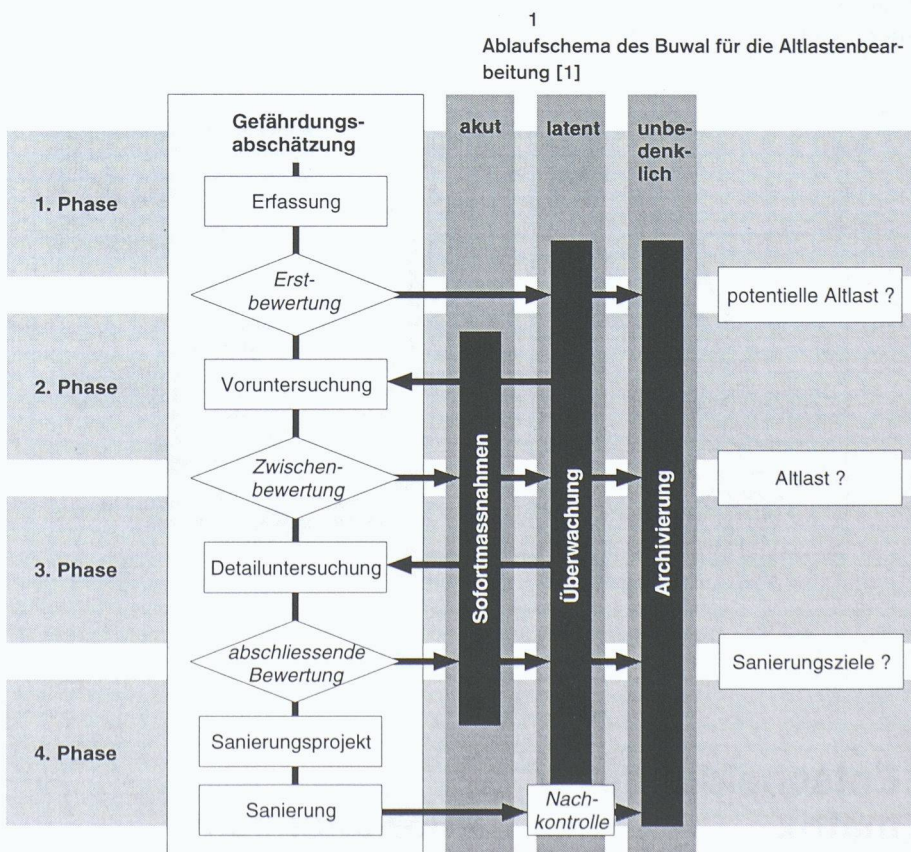 1
Ablaufschema des Buwal für die Altlastenbear-
beitung [1]
Gefährdungs-
abschätzung
akut
latent
unbe-
denk-
lich
1. Phase
Erfassung
Erst-
bewertung
potentielle Altlast ?
2. Phase
Voruntersuchung
Zwischen-
bewertung
Altlast ?
Sofortmassnahmen
Überwachung
Archivierung
3. Phase
Detailuntersuchung
abschliessende
Bewertung
Sanierungsziele ?
4. Phase
Sanierungsprojekt
Sanierung
Nach-
kontrolle